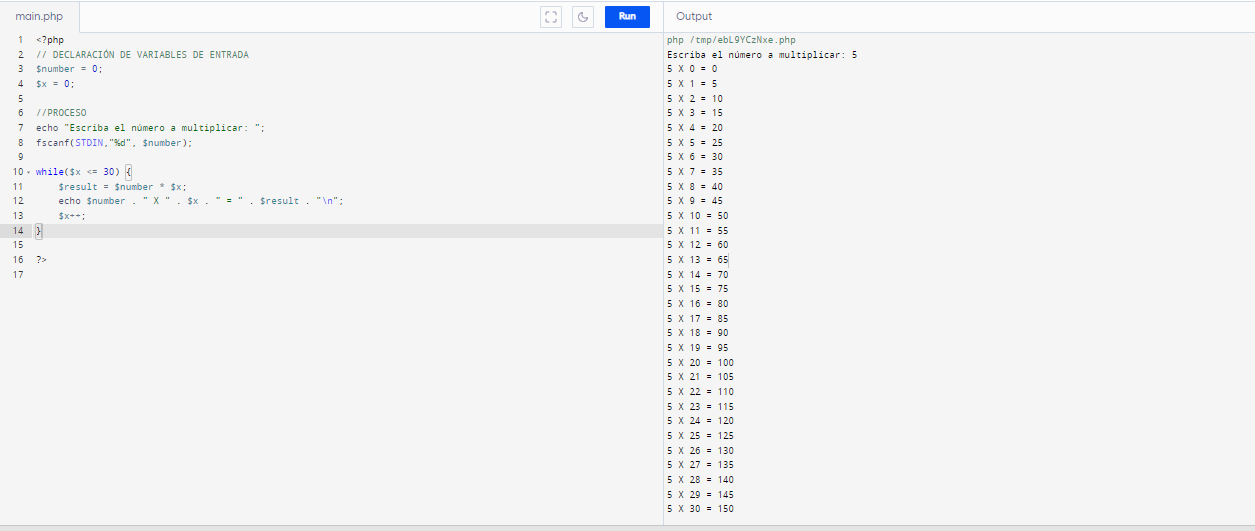 main.php
Run
Output
1 <?php
2 // DECLARACIÓN DE VARIABLES DE ENTRADA
3 $number = 0;
4 $x = 0;
5
6 //PROCESO
7 echo "Escriba el número a multiplicar: ";
8 fscanf(STDIN,"%d", $number);
9
10 while($x <= 30) {
11 $result = $number * $x;
12 echo $number . " X " . $x . " = " . $result . "\n";
13 $x++;
14 }
15
16 ?>
17
php /tmp/ebL9YCzNxe.php
Escriba el número a multiplicar: 5
5 X 0 = 0
5 X 1 = 5
5 X 2 = 10
5 X 3 = 15
5 X 4 = 20
5 X 5 = 25
5 X 6 = 30
5 X 7 = 35
5 X 8 = 40
5 X 9 = 45
5 X 10 = 50
5 X 11 = 55
5 X 12 = 60
5 X 13 = 65
5 X 14 = 70
5 X 15 = 75
5 X 16 = 80
5 X 17 = 85
5 X 18 = 90
5 X 19 = 95
5 X 20 = 100
5 X 21 = 105
5 X 22 = 110
5 X 23 = 115
5 X 24 = 120
5 X 25 = 125
5 X 26 = 130
5 X 27 = 135
5 X 28 = 140
5 X 29 = 145
5 X 30 = 150